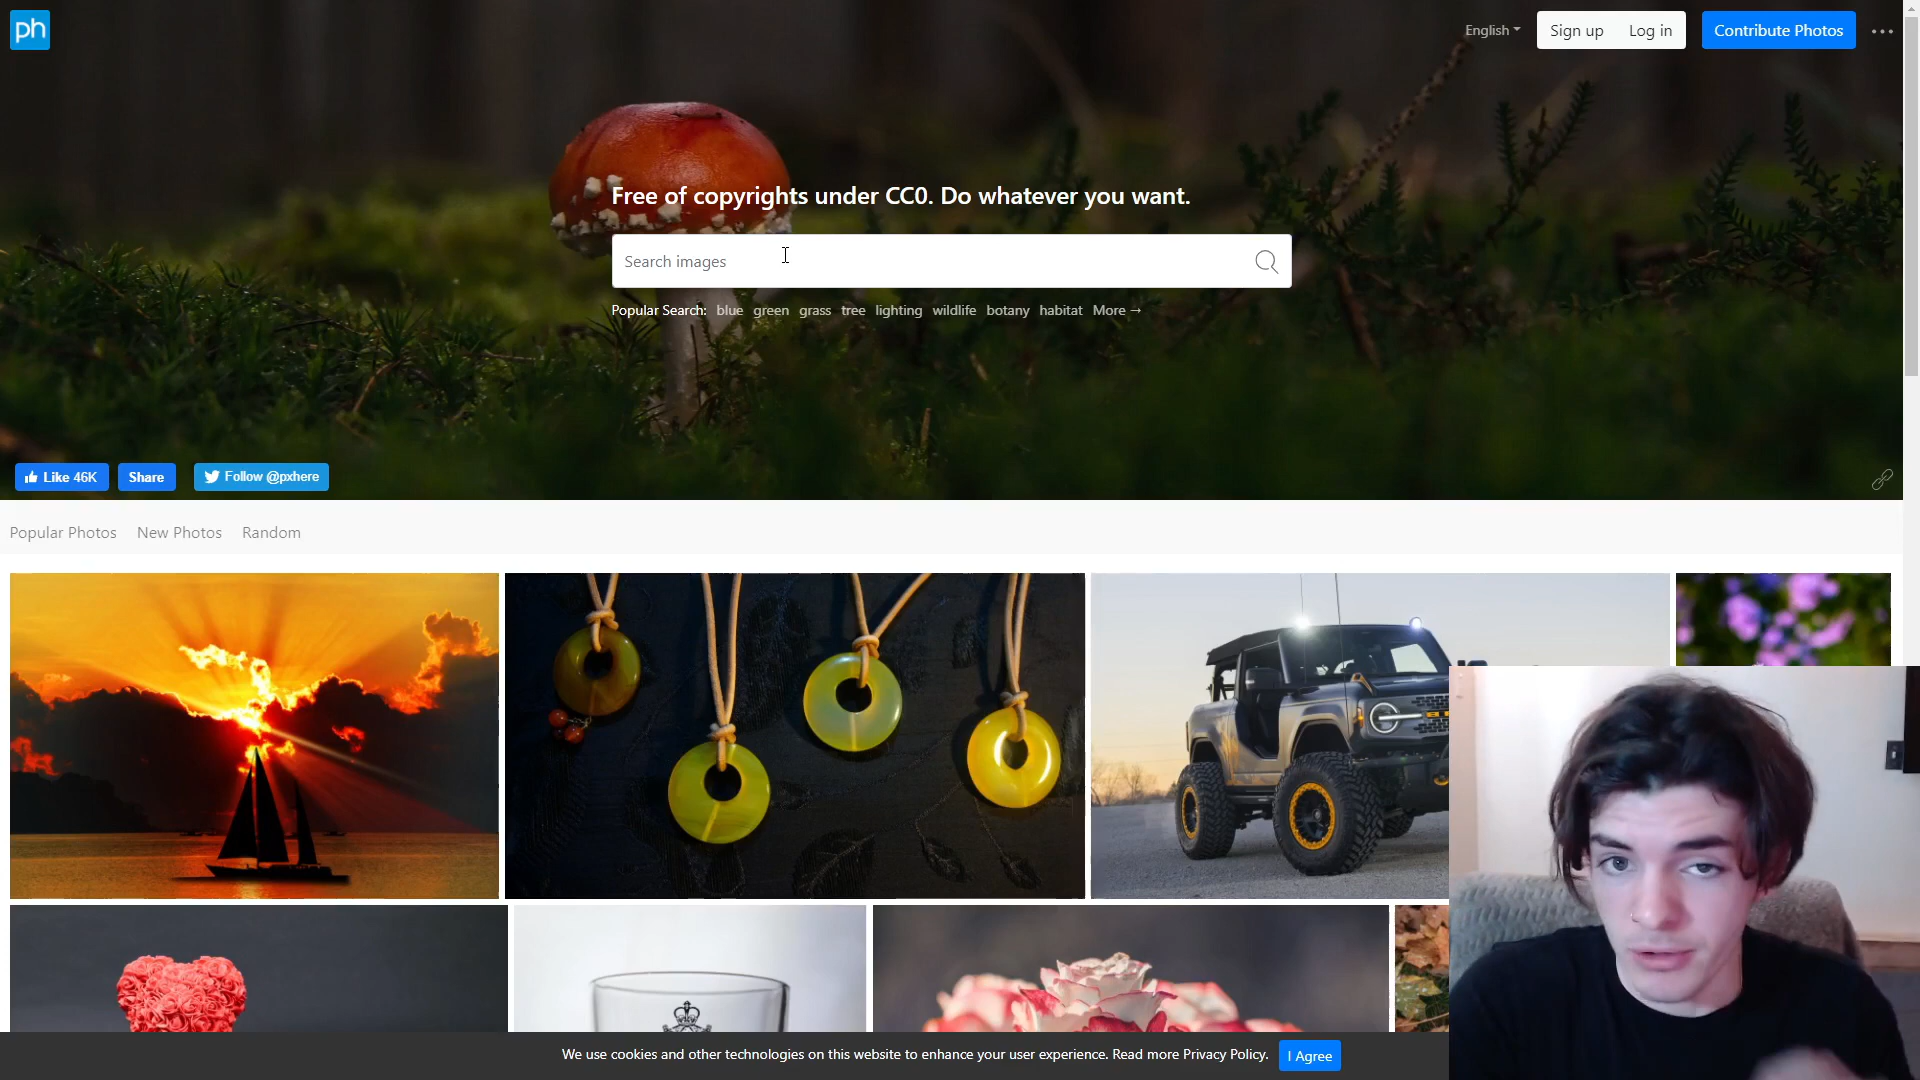 ph
English
Sign up
Log in
Contribute Photos
Free of copyrights under CC0. Do whatever you want.
Search images
Popular Search: blue green grass tree lighting wildlife botany habitat More →
Like 46K
Share
Follow @pxhere
Popular Photos
New Photos
Random
We use cookies and other technologies on this website to enhance your user experience. Read more Privacy Policy.
I Agree